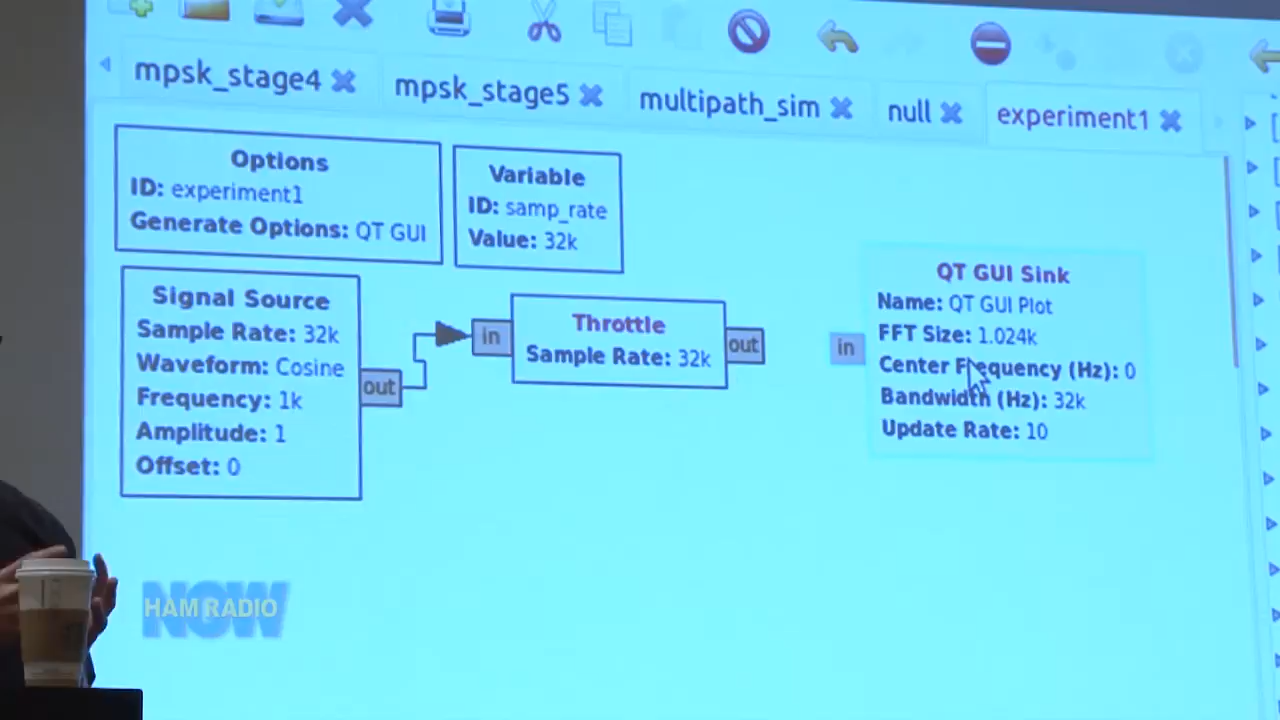 mpsk_stage4
mpsk_stage5
multipath_sim
null
experiment1
Options
ID: experiment1
Generate Options: QT GUI
Variable
ID: samp_rate
Value: 32k
Signal Source
Sample Rate: 32k
Waveform: Cosine
Frequency: 1k
Amplitude: 1
Offset: 0
out
in
Throttle
Sample Rate: 32k
out
in
QT GUI Sink
Name: QT GUI Plot
FFT Size: 1.024k
Center Frequency (Hz): 0
Bandwidth (Hz): 32k
Update Rate: 10
HAM RADIO
NOW